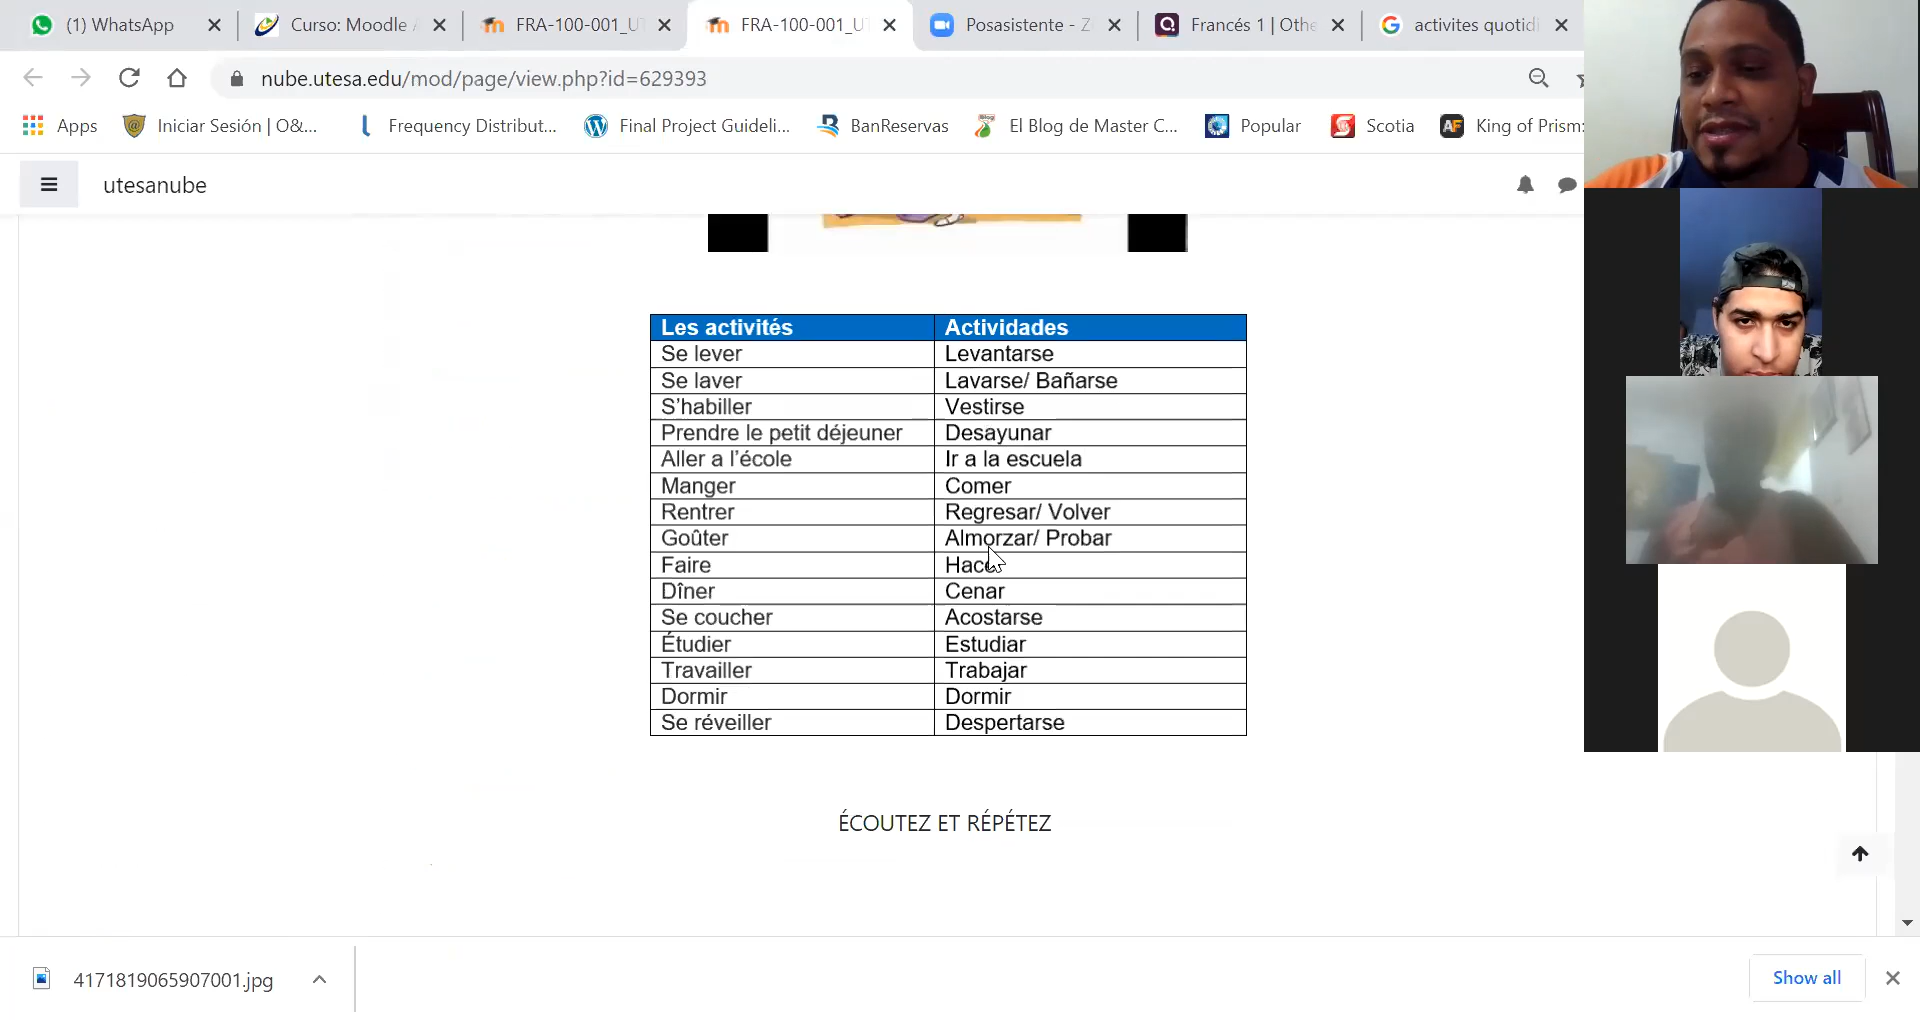 (1) WhatsApp
Curso: Moodle
FRA-100-001_U
FRA-100-001_U
Posasistente - Z
Francés 1 | Othe
activites quotidi
nube.utesa.edu/mod/page/view.php?id=629393
Apps
Iniciar Sesión | O&...
Frequency Distribut...
Final Project Guideli...
BanReservas
El Blog de Master C...
Popular
Scotia
King of Prism:
utesanube
Les activités Actividades
Se lever Levantarse
Se laver Lavarse/ Bañarse
S'habiller Vestirse
Prendre le petit déjeuner Desayunar
Aller a l'école Ir a la escuela
Manger Comer
Rentrer Regresar/ Volver
Goûter Almorzar/ Probar
Faire Hace
Dîner Cenar
Se coucher Acostarse
Étudier Estudiar
Travailler Trabajar
Dormir Dormir
Se réveiller Despertarse
ÉCOUTEZ ET RÉPÉTEZ
4171819065907001.jpg
Show all